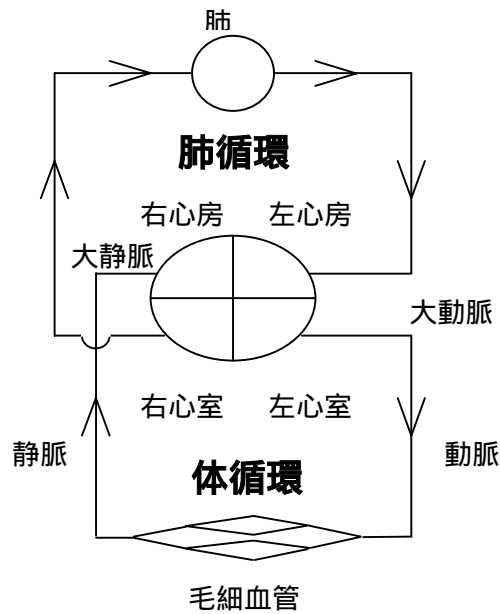 肺
肺循環
右心房 左心房
大静脈
大動脈
右心室 左心室
静脈 動脈
体循環
毛細血管